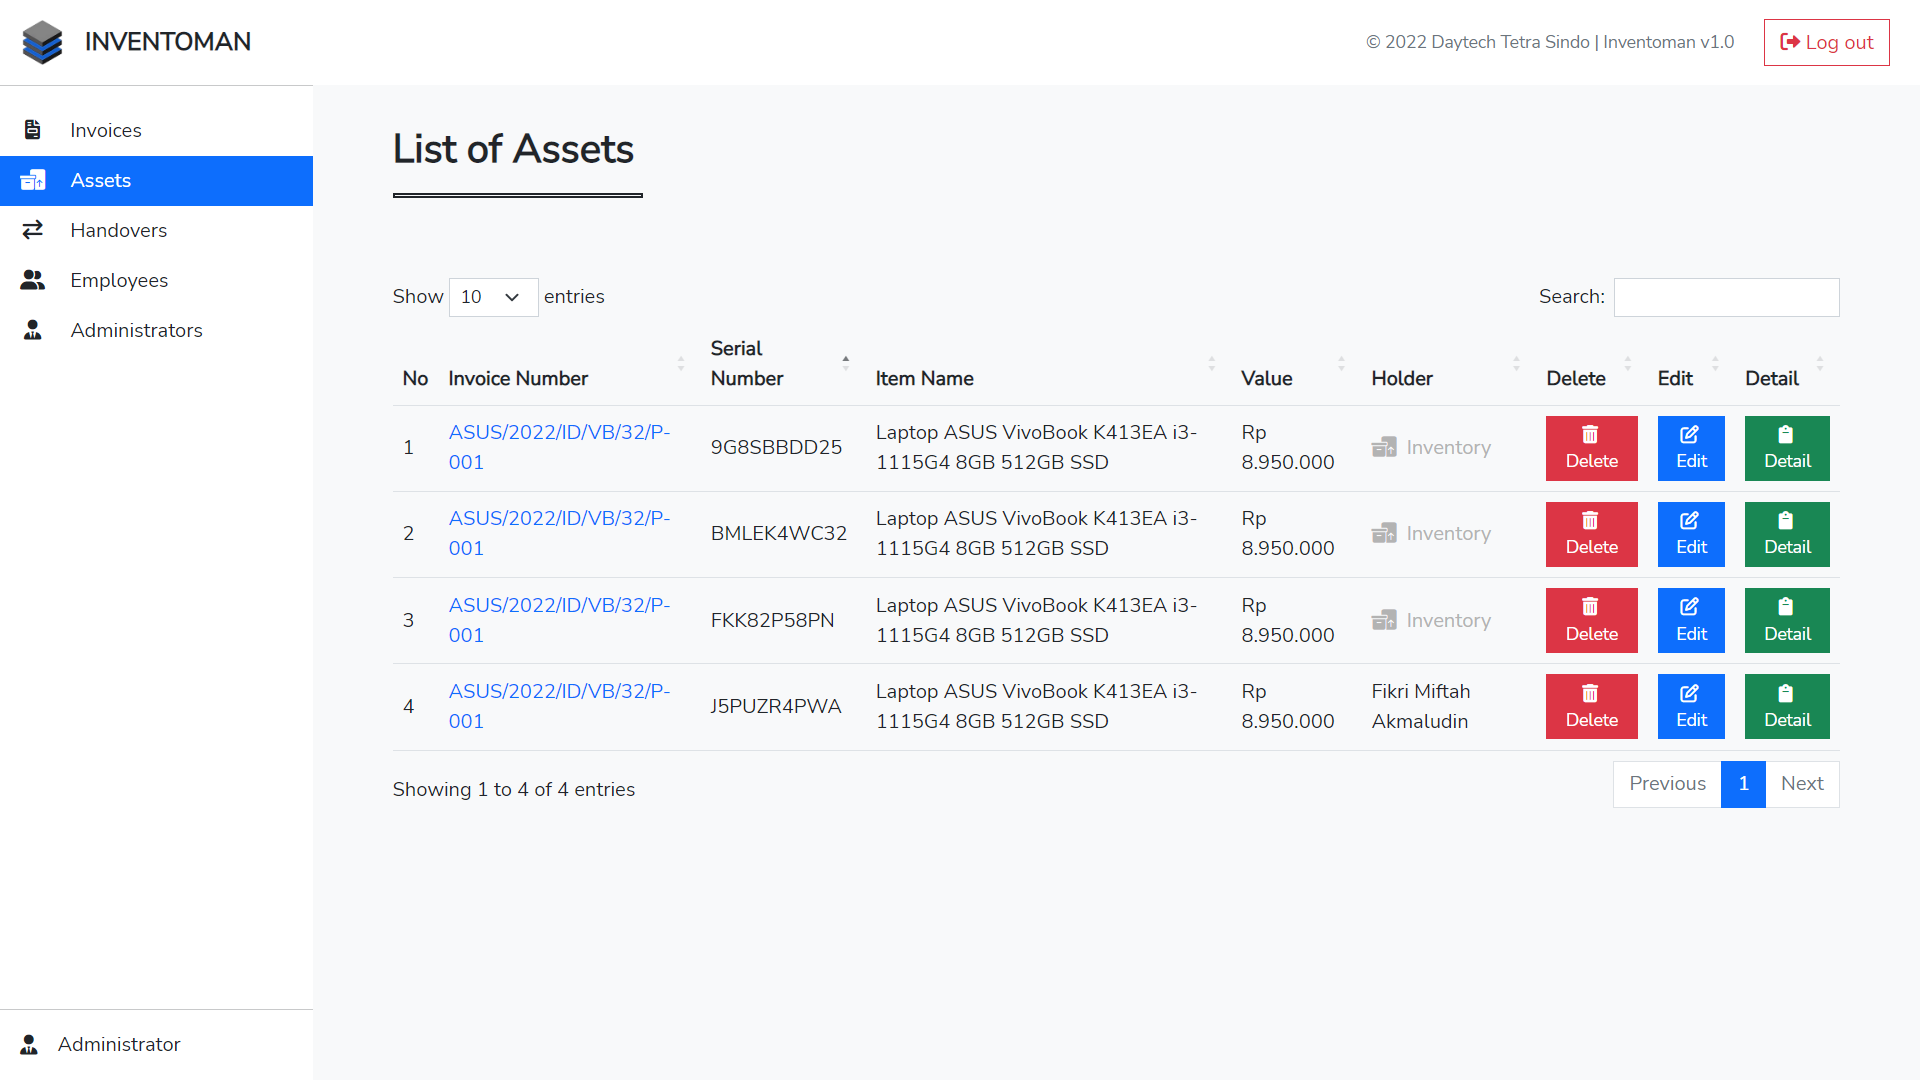 INVENTOMAN
© 2022 Daytech Tetra Sindo | Inventoman v1.0
Log out
Invoices
Assets
Handovers
Employees
Administrators
List of Assets
Show 10 entries
Search:
No Invoice Number Serial Number Item Name Value Holder Delete Edit Detail
1 ASUS/2022/ID/VB/32/P-001 9G8SBBDD25 Laptop ASUS VivoBook K413EA i3-1115G4 8GB 512GB SSD Rp 8.950.000 Inventory Delete Edit Detail
2 ASUS/2022/ID/VB/32/P-001 BMLEK4WC32 Laptop ASUS VivoBook K413EA i3-1115G4 8GB 512GB SSD Rp 8.950.000 Inventory Delete Edit Detail
3 ASUS/2022/ID/VB/32/P-001 FKK82P58PN Laptop ASUS VivoBook K413EA i3-1115G4 8GB 512GB SSD Rp 8.950.000 Inventory Delete Edit Detail
4 ASUS/2022/ID/VB/32/P-001 J5PUZR4PWA Laptop ASUS VivoBook K413EA i3-1115G4 8GB 512GB SSD Rp 8.950.000 Fikri Miftah Akmaludin Delete Edit Detail
Showing 1 to 4 of 4 entries
Previous 1 Next
Administrator